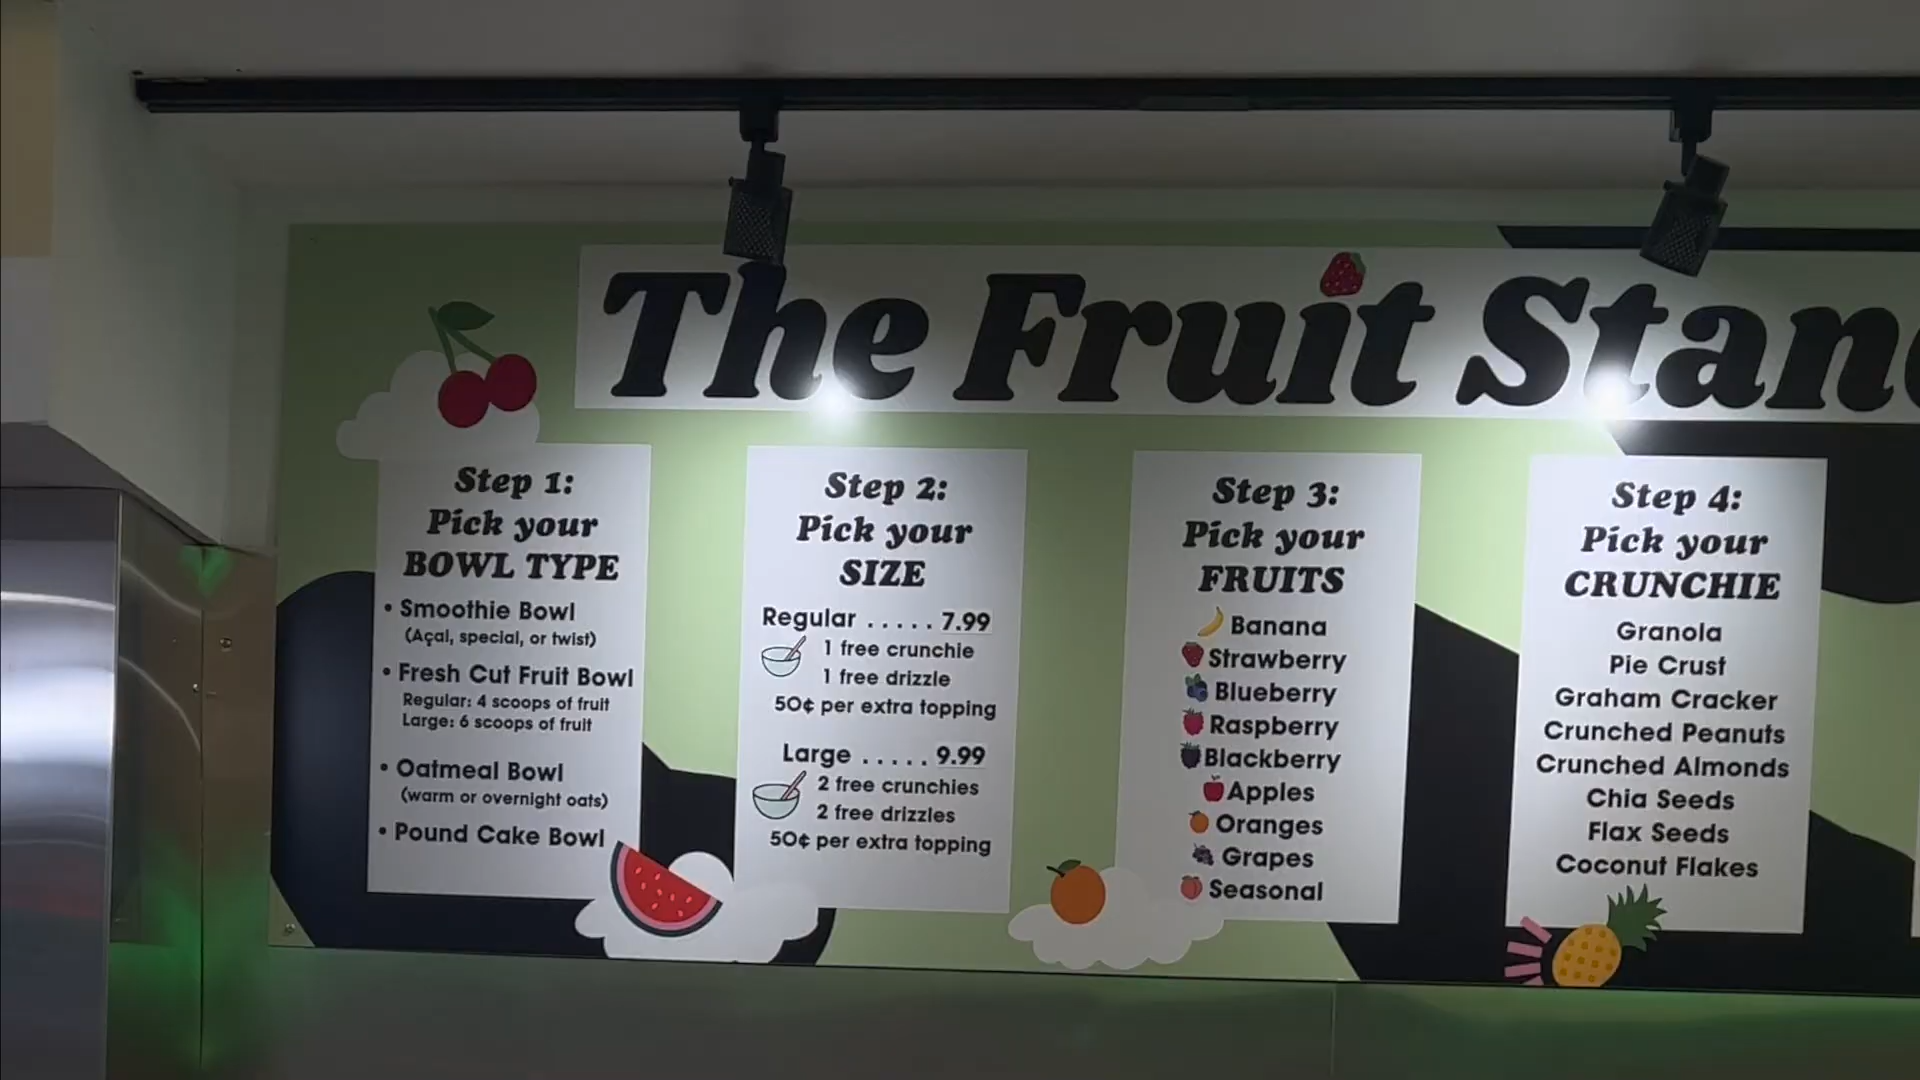 The Fruit Stan
Step 1:
Pick your
BOWL TYPE
• Smoothie Bowl
(Açal, special, or twist)
• Fresh Cut Fruit Bowl
Regular: 4 scoops of fruit
Large: 6 scoops of fruit
• Oatmeal Bowl
(warm or overnight oats)
• Pound Cake Bowl
Step 2:
Pick your
SIZE
Regular . . . . . 7.99
1 free crunchie
1 free drizzle
50¢ per extra topping
Large . . . . . 9.99
2 free crunchies
2 free drizzles
50¢ per extra topping
Step 3:
Pick your
FRUITS
Banana
Strawberry
Blueberry
Raspberry
Blackberry
Apples
Oranges
Grapes
Seasonal
Step 4:
Pick your
CRUNCHIE
Granola
Pie Crust
Graham Cracker
Crunched Peanuts
Crunched Almonds
Chia Seeds
Flax Seeds
Coconut Flakes